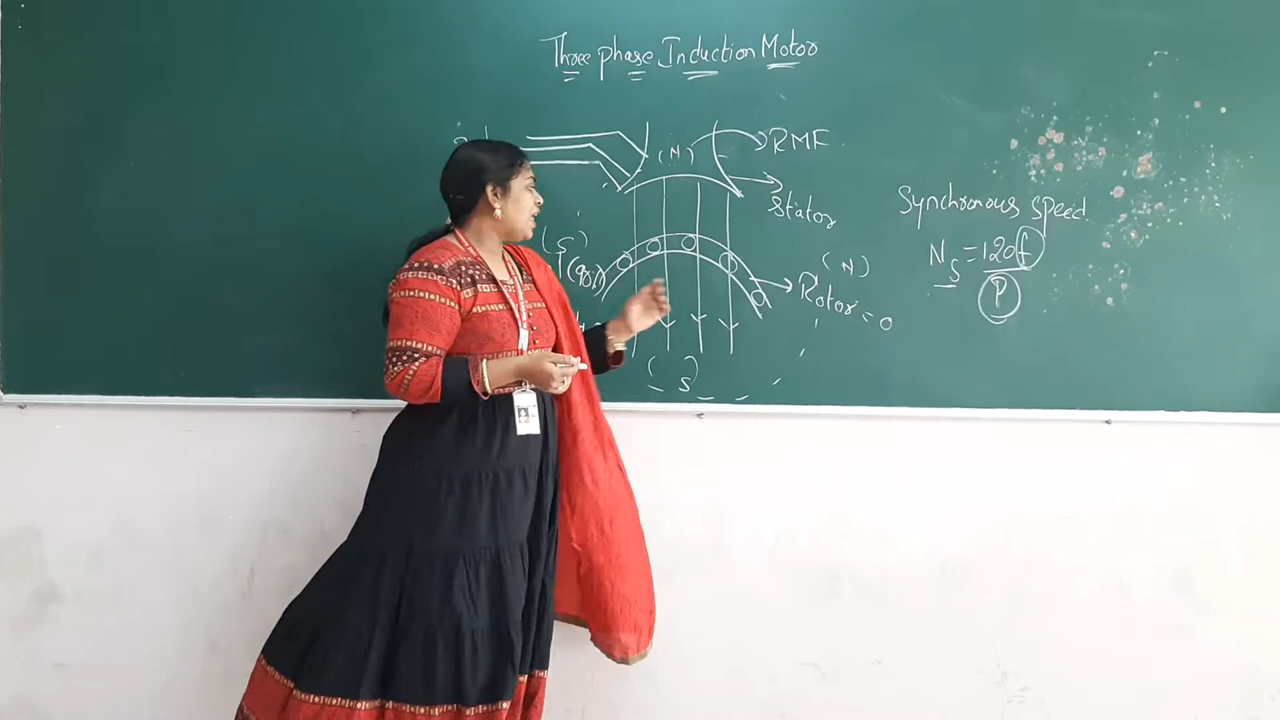 Three phase Induction Motor
(N) RMF
Stator
Synchronous speed
Ns = 120f
P
(S)
(N)
Rotor = 0
(S)